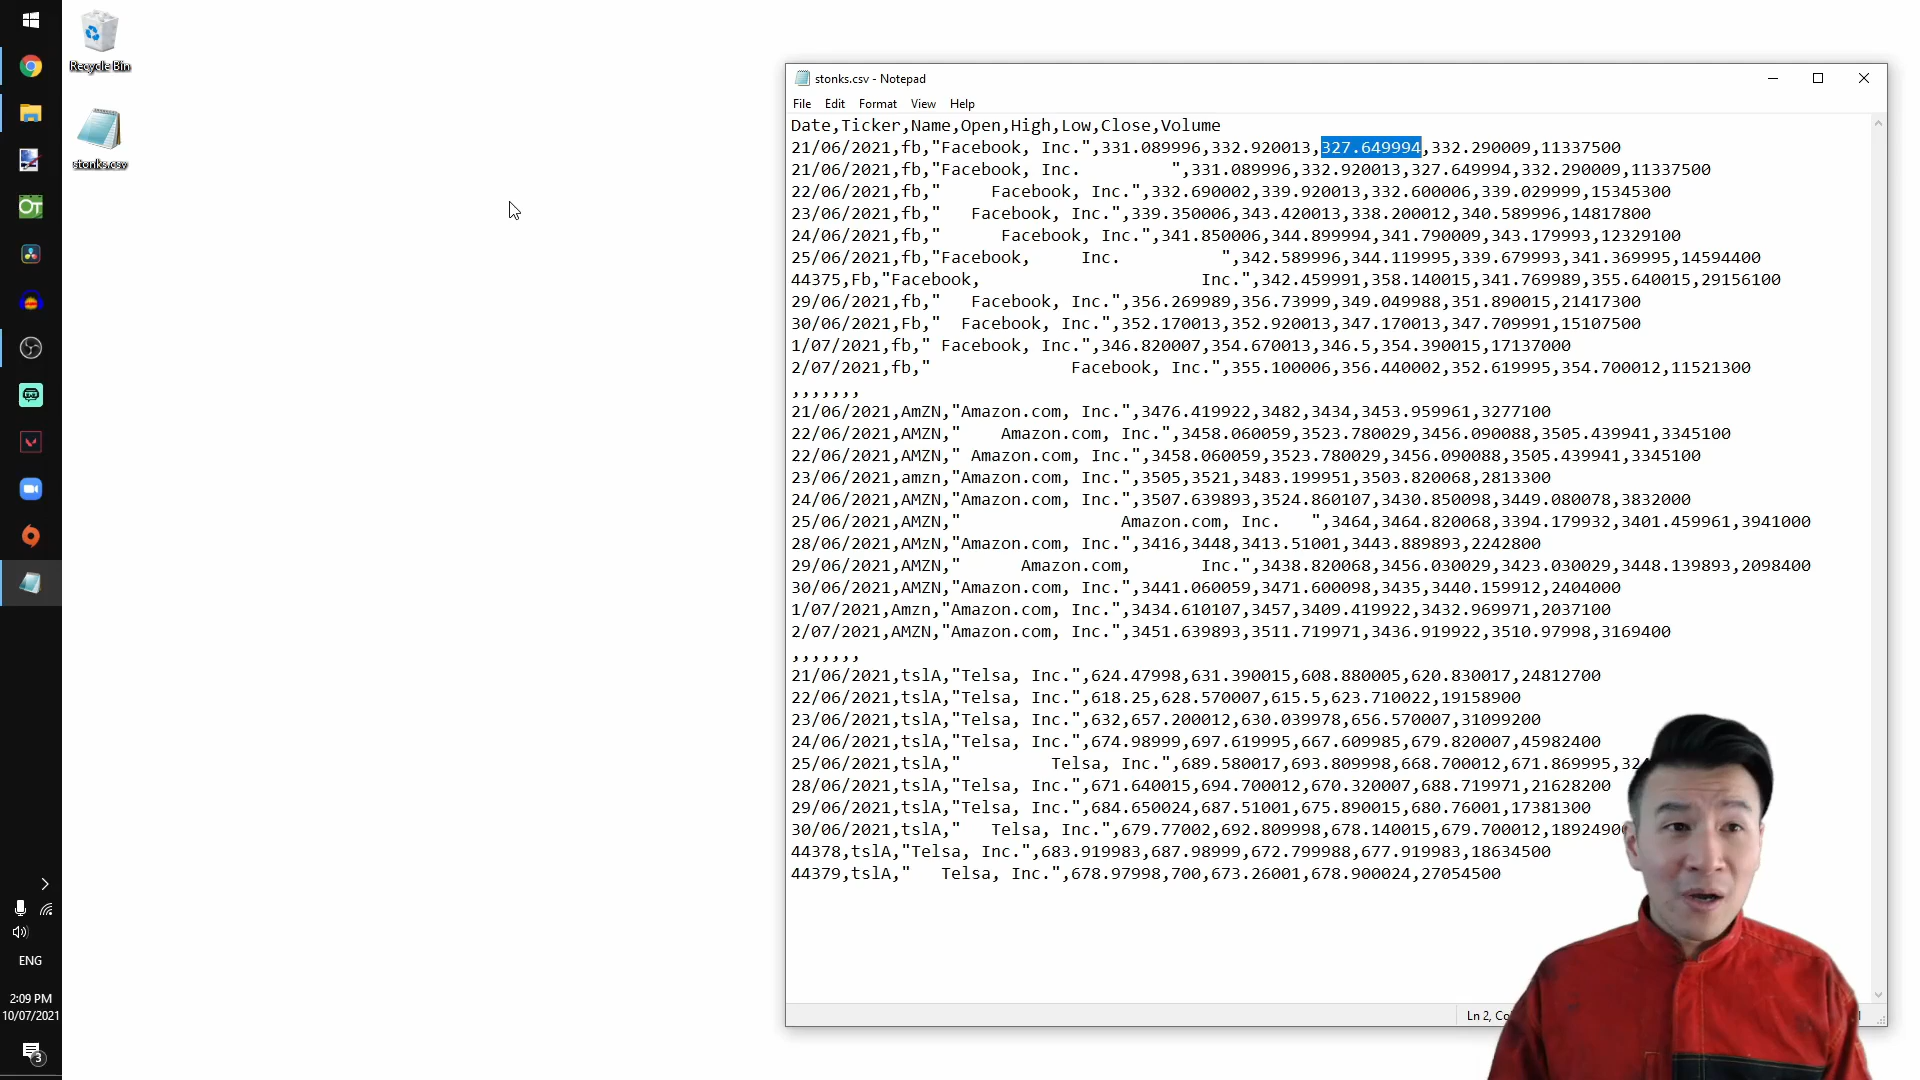 Recycle Bin
stonks.csv
stonks.csv - Notepad
File Edit Format View Help
Date,Ticker,Name,Open,High,Low,Close,Volume
21/06/2021,fb,"Facebook, Inc.",331.089996,332.920013,327.649994,332.290009,11337500
21/06/2021,fb,"Facebook, Inc.         ",331.089996,332.920013,327.649994,332.290009,11337500
22/06/2021,fb,"     Facebook, Inc.",332.690002,339.920013,332.600006,339.029999,15345300
23/06/2021,fb,"   Facebook, Inc.",339.350006,343.420013,338.200012,340.589996,14817800
24/06/2021,fb,"      Facebook, Inc.",341.850006,344.899994,341.790009,343.179993,12329100
25/06/2021,fb,"Facebook,     Inc.          ",342.589996,344.119995,339.679993,341.369995,14594400
44375,Fb,"Facebook,                      Inc.",342.459991,358.140015,341.769989,355.640015,29156100
29/06/2021,fb,"   Facebook, Inc.",356.269989,356.73999,349.049988,351.890015,21417300
30/06/2021,Fb,"  Facebook, Inc.",352.170013,352.920013,347.170013,347.709991,15107500
1/07/2021,fb," Facebook, Inc.",346.820007,354.670013,346.5,354.390015,17137000
2/07/2021,fb,"              Facebook, Inc.",355.100006,356.440002,352.619995,354.700012,11521300
,,,,,,,
21/06/2021,AmZN,"Amazon.com, Inc.",3476.419922,3482,3434,3453.959961,3277100
22/06/2021,AMZN,"    Amazon.com, Inc.",3458.060059,3523.780029,3456.090088,3505.439941,3345100
22/06/2021,AMZN," Amazon.com, Inc.",3458.060059,3523.780029,3456.090088,3505.439941,3345100
23/06/2021,amzn,"Amazon.com, Inc.",3505,3521,3483.199951,3503.820068,2813300
24/06/2021,AMZN,"Amazon.com, Inc.",3507.639893,3524.860107,3430.850098,3449.080078,3832000
25/06/2021,AMZN,"                Amazon.com, Inc.   ",3464,3464.820068,3394.179932,3401.459961,3941000
28/06/2021,AMzN,"Amazon.com, Inc.",3416,3448,3413.51001,3443.889893,2242800
29/06/2021,AMZN,"      Amazon.com,       Inc.",3438.820068,3456.030029,3423.030029,3448.139893,2098400
30/06/2021,AMZN,"Amazon.com, Inc.",3441.060059,3471.600098,3435,3440.159912,2404000
1/07/2021,Amzn,"Amazon.com, Inc.",3434.610107,3457,3409.419922,3432.969971,2037100
2/07/2021,AMZN,"Amazon.com, Inc.",3451.639893,3511.719971,3436.919922,3510.97998,3169400
,,,,,,,
21/06/2021,tslA,"Telsa, Inc.",624.47998,631.390015,608.880005,620.830017,24812700
22/06/2021,tslA,"Telsa, Inc.",618.25,628.570007,615.5,623.710022,19158900
23/06/2021,tslA,"Telsa, Inc.",632,657.200012,630.039978,656.570007,31099200
24/06/2021,tslA,"Telsa, Inc.",674.98999,697.619995,667.609985,679.820007,45982400
25/06/2021,tslA,"         Telsa, Inc.",689.580017,693.809998,668.700012,671.869995,32
28/06/2021,tslA,"Telsa, Inc.",671.640015,694.700012,670.320007,688.719971,21628200
29/06/2021,tslA,"Telsa, Inc.",684.650024,687.51001,675.890015,680.76001,17381300
30/06/2021,tslA,"   Telsa, Inc.",679.77002,692.809998,678.140015,679.700012,1892490
44378,tslA,"Telsa, Inc.",683.919983,687.98999,672.799988,677.919983,18634500
44379,tslA,"   Telsa, Inc.",678.97998,700,673.26001,678.900024,27054500
Ln 2, Co
OT
ENG
2:09 PM
10/07/2021
3